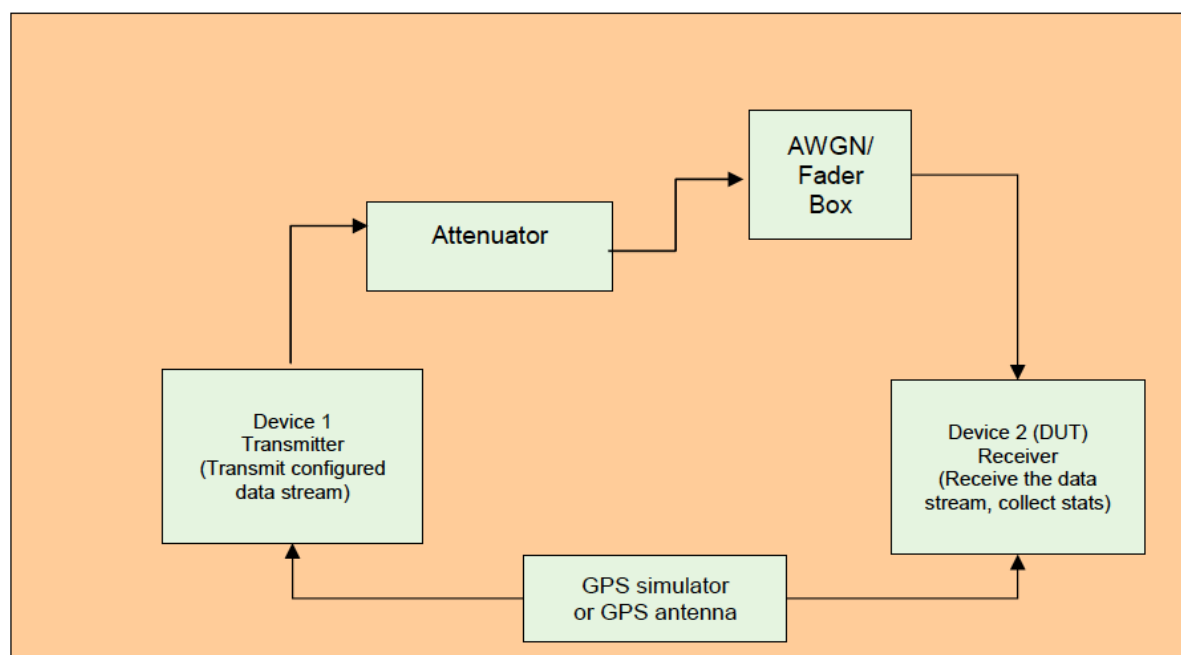 AWGN/
Fader
Box
Attenuator
Device 1
Transmitter
(Transmit configured
data stream)
Device 2 (DUT)
Receiver
(Receive the data
stream, collect stats)
GPS simulator
or GPS antenna